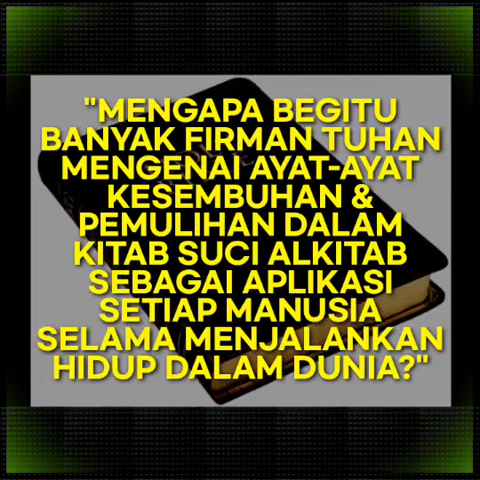 "MENGAPA BEGITU
BANYAK FIRMAN TUHAN
MENGENAI AYAT-AYAT
KESEMBUHAN &
PEMULIHAN DALAM
KITAB SUCI ALKITAB
SEBAGAI APLIKASI
SETIAP MANUSIA
SELAMA MENJALANKAN
HIDUP DALAM DUNIA?"